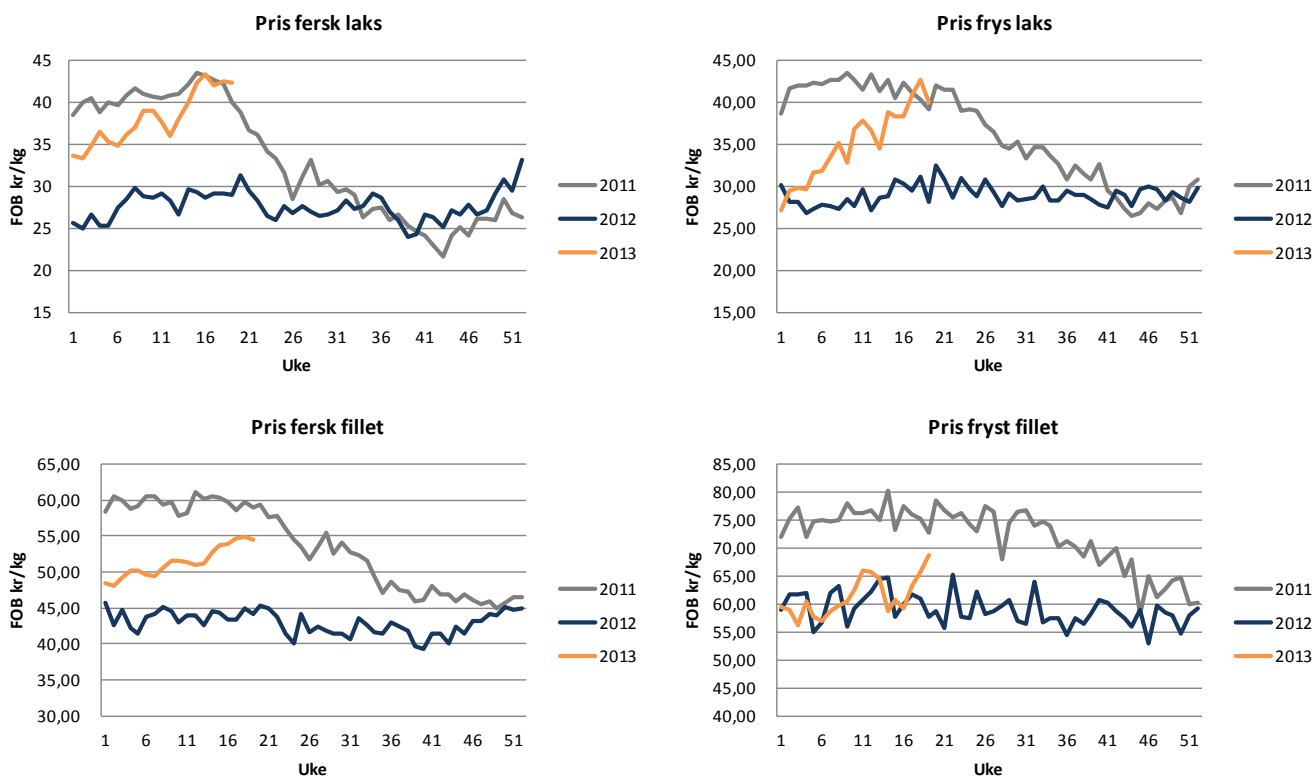 Pris fersk laks
FOB kr/kg
45
40
35
30
25
20
15
1 6 11 16 21 26 31 36 41 46 51
Uke
2011
2012
2013
Pris frys laks
FOB kr/kg
45,00
40,00
35,00
30,00
25,00
20,00
15,00
1 6 11 16 21 26 31 36 41 46 51
Uke
2011
2012
2013
Pris fersk fillet
FOB kr/kg
65,00
60,00
55,00
50,00
45,00
40,00
35,00
30,00
1 6 11 16 21 26 31 36 41 46 51
Uke
2011
2012
2013
Pris fryst fillet
FOB kr/kg
85,00
80,00
75,00
70,00
65,00
60,00
55,00
50,00
45,00
40,00
1 6 11 16 21 26 31 36 41 46 51
Uke
2011
2012
2013